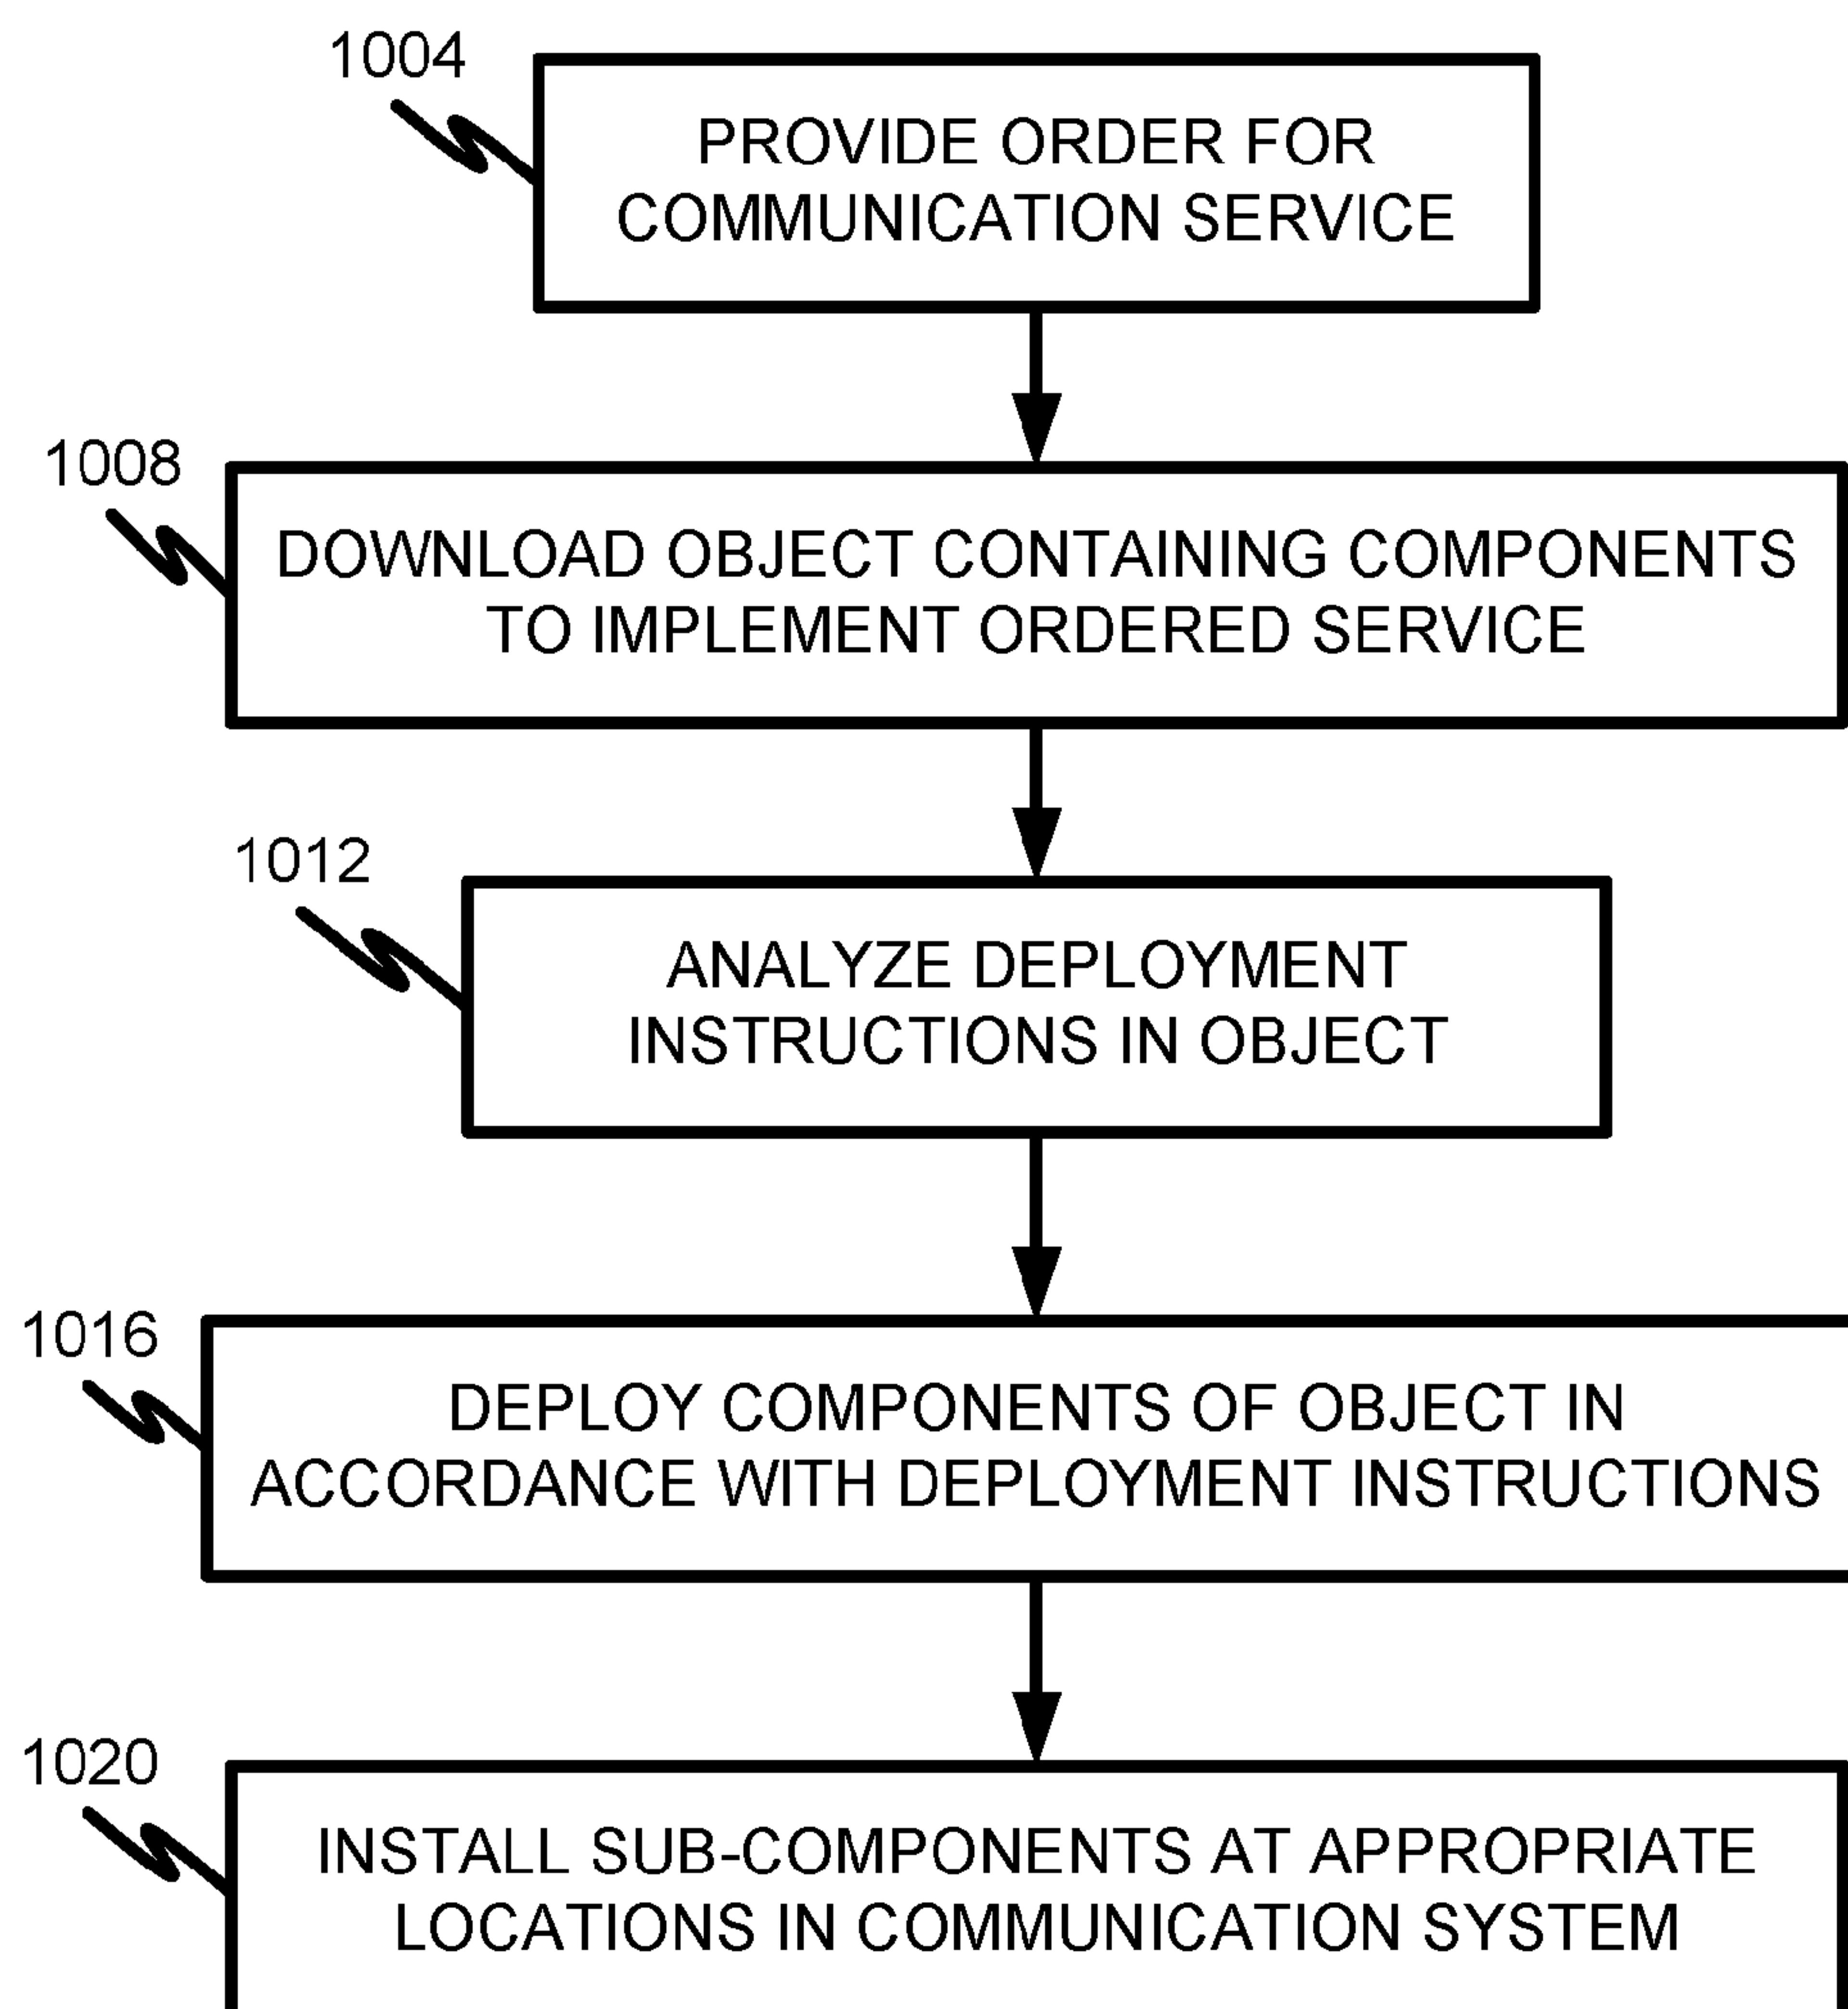 1004
PROVIDE ORDER FOR
COMMUNICATION SERVICE
1008
DOWNLOAD OBJECT CONTAINING COMPONENTS
TO IMPLEMENT ORDERED SERVICE
1012
ANALYZE DEPLOYMENT
INSTRUCTIONS IN OBJECT
1016
DEPLOY COMPONENTS OF OBJECT IN
ACCORDANCE WITH DEPLOYMENT INSTRUCTIONS
1020
INSTALL SUB-COMPONENTS AT APPROPRIATE
LOCATIONS IN COMMUNICATION SYSTEM